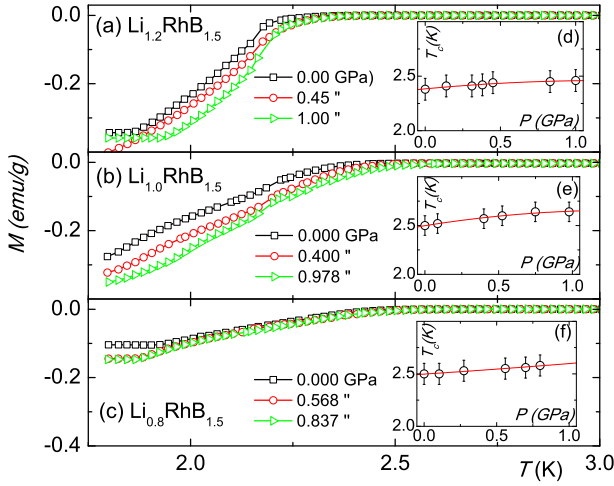 0.0
-0.2
(a) Li1.2RhB1.5
0.00 GPa)
0.45 "
1.00 "
(d)
Tc(K)
2.5
2.0
0.0 0.5 1.0
P (GPa)
M (emu/g)
0.0
-0.2
(b) Li1.0RhB1.5
0.000 GPa
0.400 "
0.978 "
(e)
Tc(K)
2.5
2.0
0.0 0.5 1.0
P (GPa)
0.0
-0.2
-0.4
(c) Li0.8RhB1.5
0.000 GPa
0.568 "
0.837 "
(f)
Tc(K)
2.5
2.0
0.0 0.5 1.0
P (GPa)
2.0 2.5 3.0
T (K)